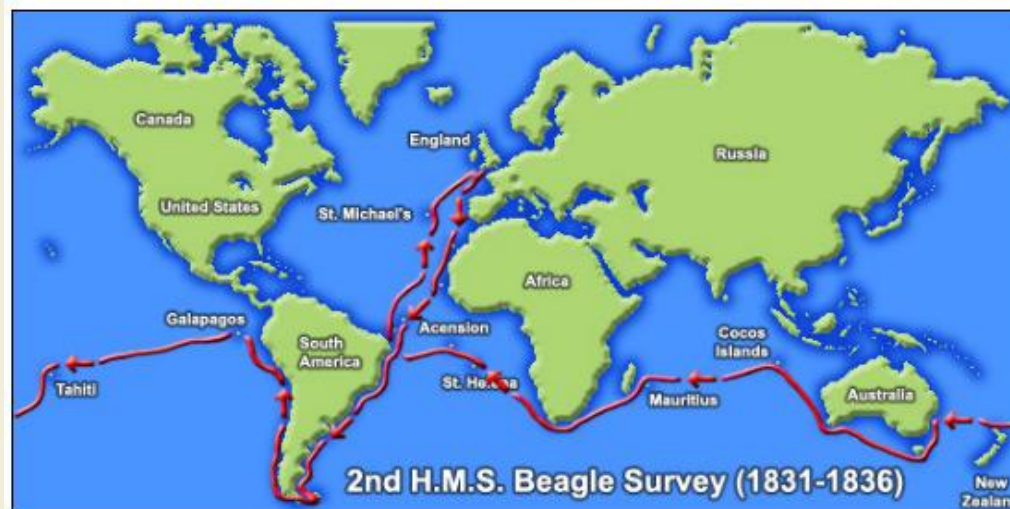 Canada
England
Russia
United States
St. Michael's
Africa
Galapagos
Acension
South
America
Cocos
Islands
Tahiti
St. Helena
Mauritius
Australia
2nd H.M.S. Beagle Survey (1831-1836)
New
Zealand